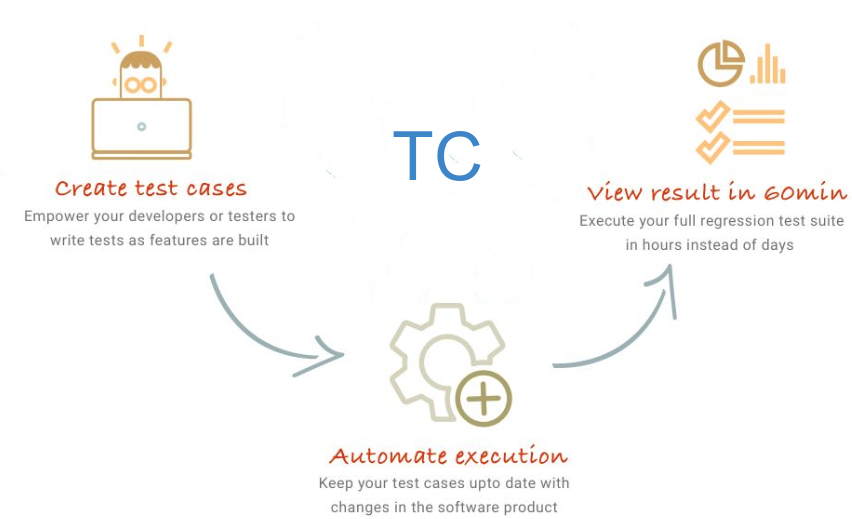 TC
Create test cases
Empower your developers or testers to
write tests as features are built
View result in 60min
Execute your full regression test suite
in hours instead of days
Automate execution
Keep your test cases upto date with
changes in the software product